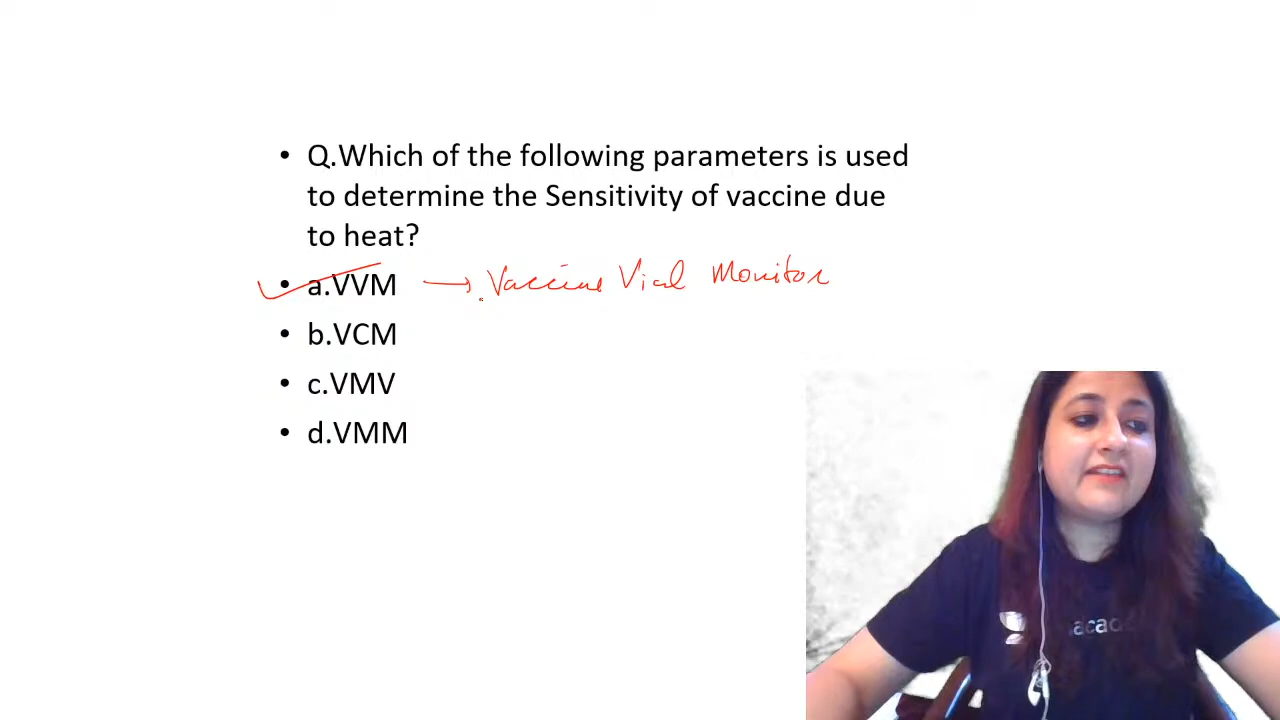 • Q.Which of the following parameters is used
to determine the Sensitivity of vaccine due
to heat?
• a.VVM → Vaccine Vial Monitor
• b.VCM
• c.VMV
• d.VMM